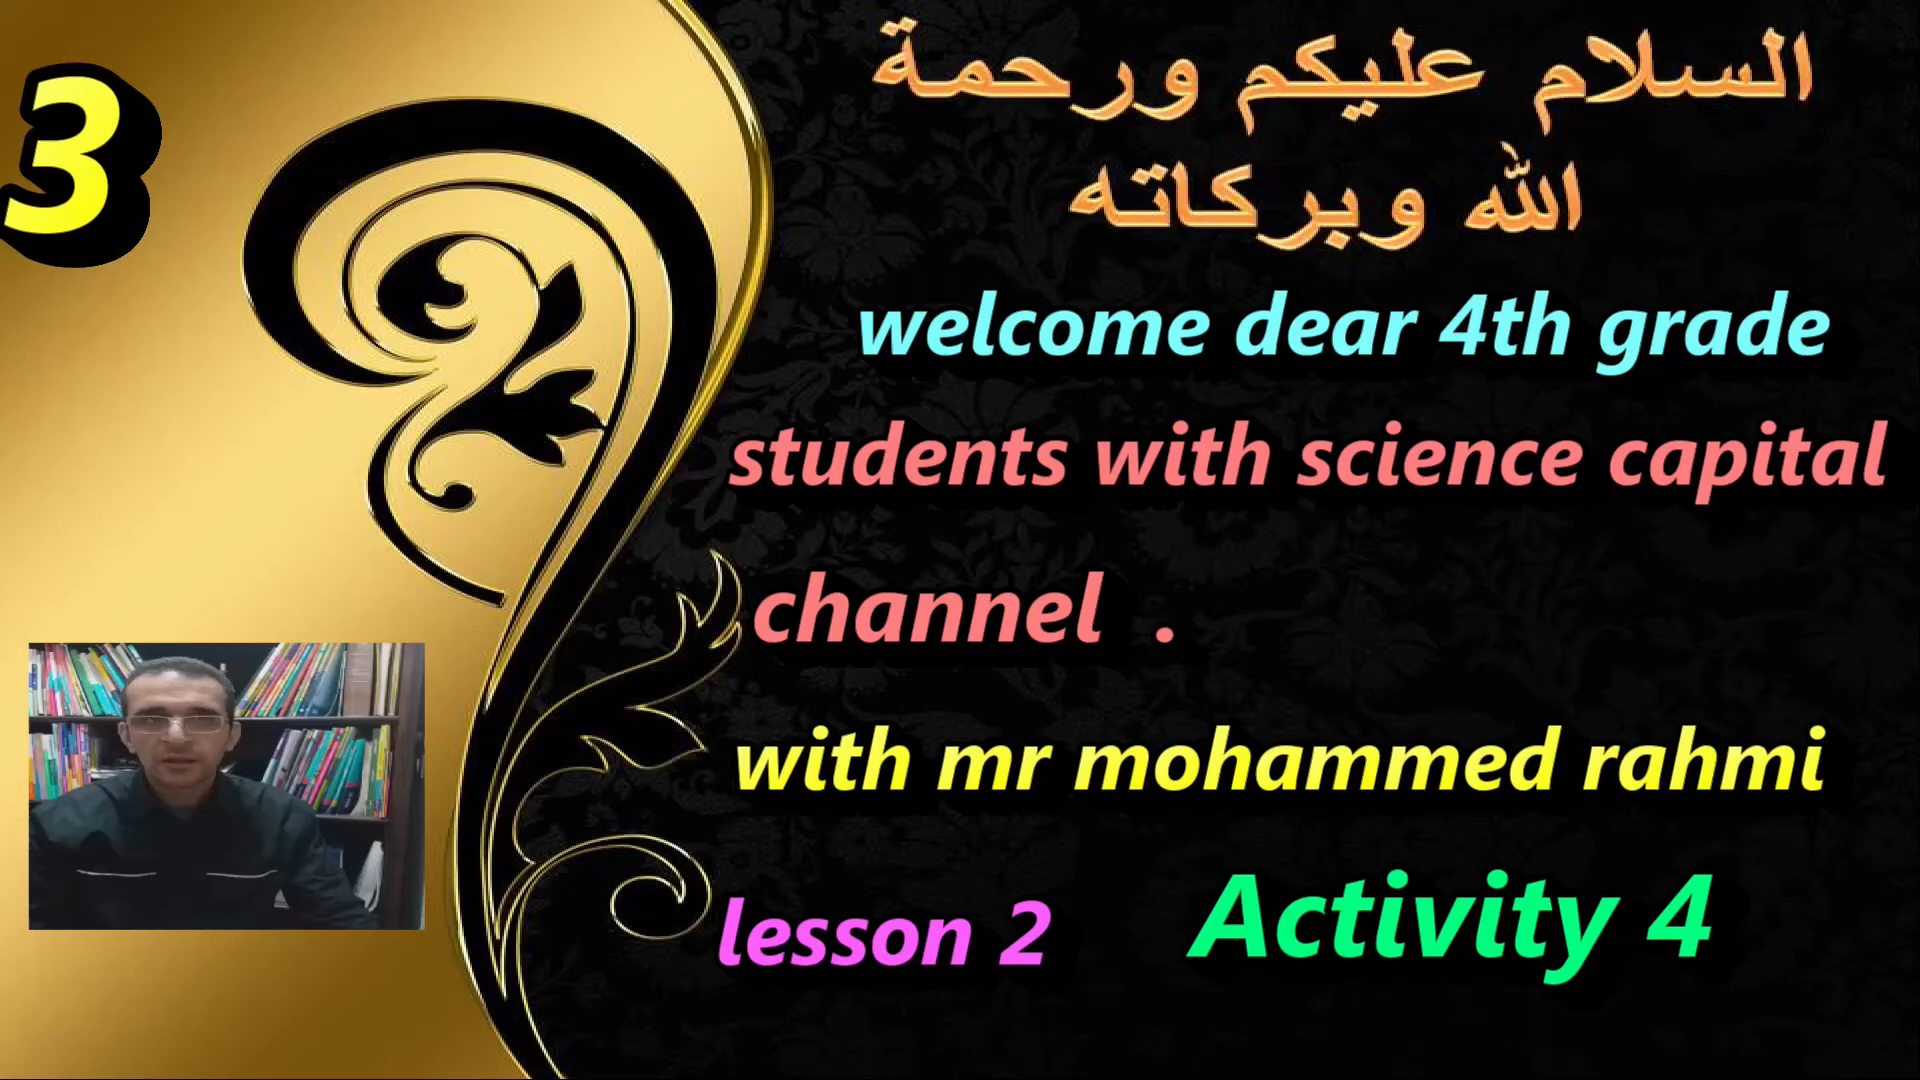 3
السلام عليكم ورحمة
الله وبركاته
welcome dear 4th grade
students with science capital
channel .
with mr mohammed rahmi
lesson 2 Activity 4